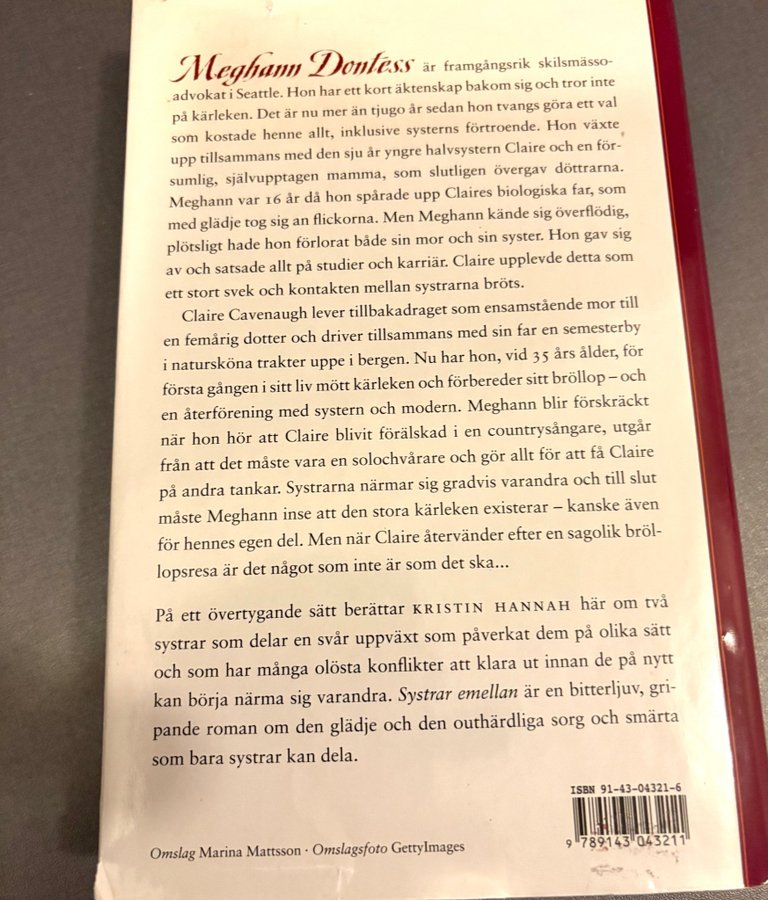 Meghann Dontess är framgångsrik skilsmässo-
advokat i Seattle. Hon har ett kort äktenskap bakom sig och tror inte
på kärleken. Det är nu mer än tjugo år sedan hon tvangs göra ett val
som kostade henne allt, inklusive systerns förtroende. Hon växte
upp tillsammans med den sju år yngre halvsystern Claire och en för-
sumlig, självupptagen mamma, som slutligen övergav döttrarna.
Meghann var 16 år då hon spårade upp Claires biologiska far, som
med glädje tog sig an flickorna. Men Meghann kände sig överflödig,
plötsligt hade hon förlorat både sin mor och sin syster. Hon gav sig
av och satsade allt på studier och karriär. Claire upplevde detta som
ett stort svek och kontakten mellan systrarna bröts.
Claire Cavenaugh lever tillbakadraget som ensamstående mor till
en femårig dotter och driver tillsammans med sin far en semesterby
i natursköna trakter uppe i bergen. Nu har hon, vid 35 års ålder, för
första gången i sitt liv mött kärleken och förbereder sitt bröllop – och
en återförening med systern och modern. Meghann blir förskräckt
när hon hör att Claire blivit förälskad i en countrysångare, utgår
från att det måste vara en solochvårare och gör allt för att få Claire
på andra tankar. Systrarna närmar sig gradvis varandra och till slut
måste Meghann inse att den stora kärleken existerar – kanske även
för hennes egen del. Men när Claire återvänder efter en sagolik bröl-
lopsresa är det något som inte är som det ska...
På ett övertygande sätt berättar KRISTIN HANNAH här om två
systrar som delar en svår uppväxt som påverkat dem på olika sätt
och som har många olösta konflikter att klara ut innan de på nytt
kan börja närma sig varandra. Systrar emellan är en bitterljuv, gri-
pande roman om den glädje och den outhärdliga sorg och smärta
som bara systrar kan dela.
ISBN 91-43-04321-6
9 789143 043211
Omslag Marina Mattsson · Omslagsfoto GettyImages